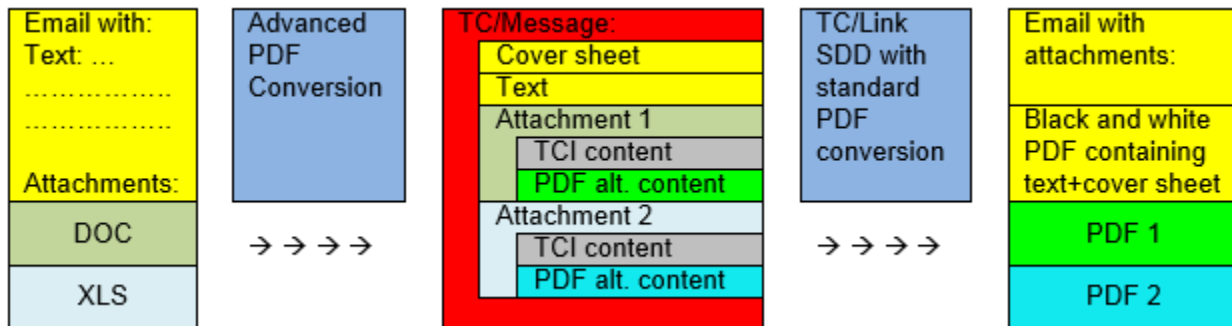 Email with:
Text: ...
……………..
……………..
Attachments:
DOC
XLS
Advanced
PDF
Conversion
→ → → →
TC/Message:
Cover sheet
Text
Attachment 1
TCI content
PDF alt. content
Attachment 2
TCI content
PDF alt. content
TC/Link
SDD with
standard
PDF
conversion
→ → → →
Email with
attachments:
Black and white
PDF containing
text+cover sheet
PDF 1
PDF 2